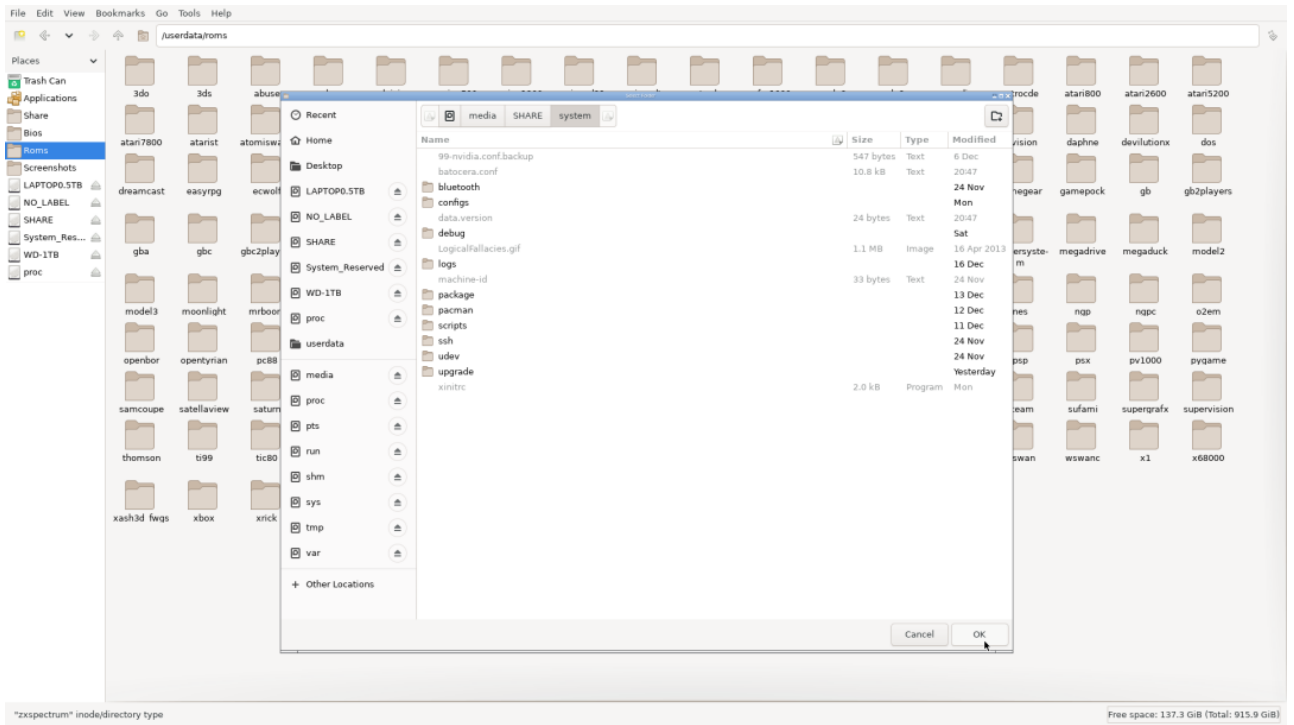 File Edit View Bookmarks Go Tools Help
/userdata/roms
Places
Trash Can
Applications
Share
Bios
Roms
Screenshots
LAPTOP0.5TB
NO_LABEL
SHARE
System_Res...
WD-1TB
proc
3do 3ds abuse trocde atari800 atari2600 atari5200
atari7800 atarist atomiswa vision daphne devilutionx dos
dreamcast easyrpg ecwolf negear gamepock gb gb2players
gba gbc gbc2play ersyste-
m megadrive megaduck model2
model3 moonlight mrboom nes ngp ngpc o2em
openbor opentyrian pc88 psp psx pv1000 pygame
samcoupe satellaview saturn team sufami supergrafx supervision
thomson ti99 tic80 swan wswanc x1 x68000
xash3d_fwgs xbox xrick
Recent
Home
Desktop
LAPTOP0.5TB
NO_LABEL
SHARE
System_Reserved
WD-1TB
proc
userdata
media
proc
pts
run
shm
sys
tmp
var
+ Other Locations
media SHARE system
Name Size Type Modified
99-nvidia.conf.backup 547 bytes Text 6 Dec
batocera.conf 10.8 kB Text 20:47
bluetooth 24 Nov
configs Mon
data.version 24 bytes Text 20:47
debug Sat
LogicalFallacies.gif 1.1 MB Image 16 Apr 2013
logs 16 Dec
machine-id 33 bytes Text 24 Nov
package 13 Dec
pacman 12 Dec
scripts 11 Dec
ssh 24 Nov
udev 24 Nov
upgrade Yesterday
xinitrc 2.0 kB Program Mon
Cancel OK
"zxspectrum" inode/directory type
Free space: 137.3 GiB (Total: 915.9 GiB)